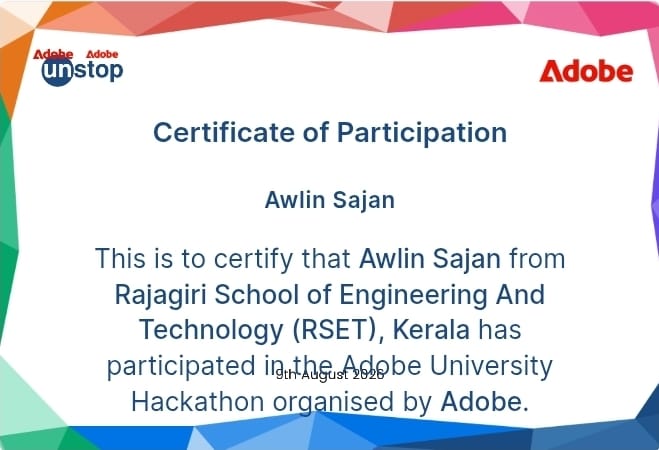 Adobe Adobe
unstop
Adobe
Certificate of Participation
Awlin Sajan
This is to certify that Awlin Sajan from
Rajagiri School of Engineering And
Technology (RSET), Kerala has
participated in the Adobe University
9th August 2026
Hackathon organised by Adobe.